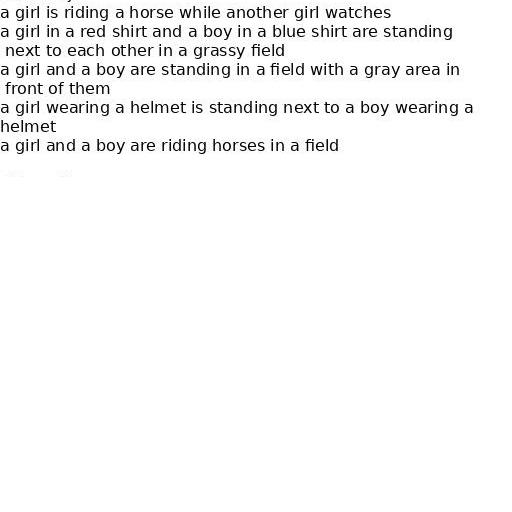 a girl is riding a horse while another girl watches
a girl in a red shirt and a boy in a blue shirt are standing
next to each other in a grassy field
a girl and a boy are standing in a field with a gray area in
front of them
a girl wearing a helmet is standing next to a boy wearing a
helmet
a girl and a boy are riding horses in a field